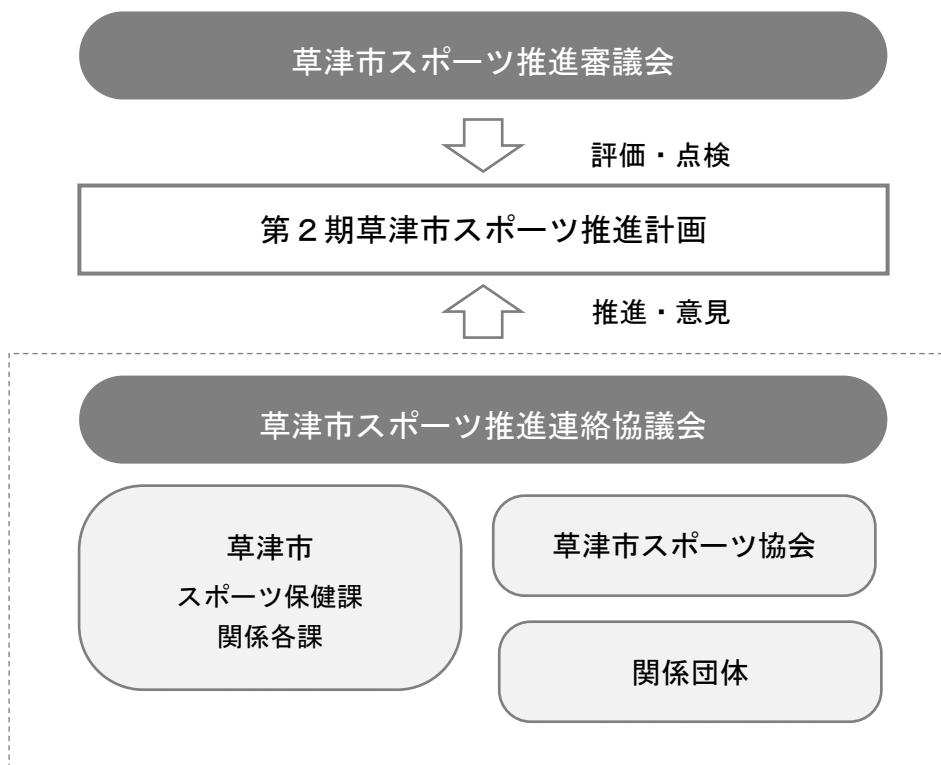 草津市スポーツ推進審議会
評価・点検
第２期草津市スポーツ推進計画
推進・意見
草津市スポーツ推進連絡協議会
草津市
スポーツ保健課
関係各課
草津市スポーツ協会
関係団体